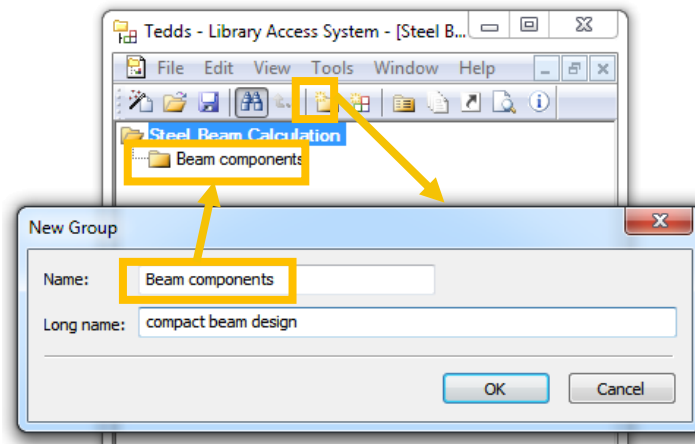 Tedds - Library Access System - [Steel B...
File Edit View Tools Window Help
Steel Beam Calculation
Beam components
New Group
Name: Beam components
Long name: compact beam design
OK Cancel